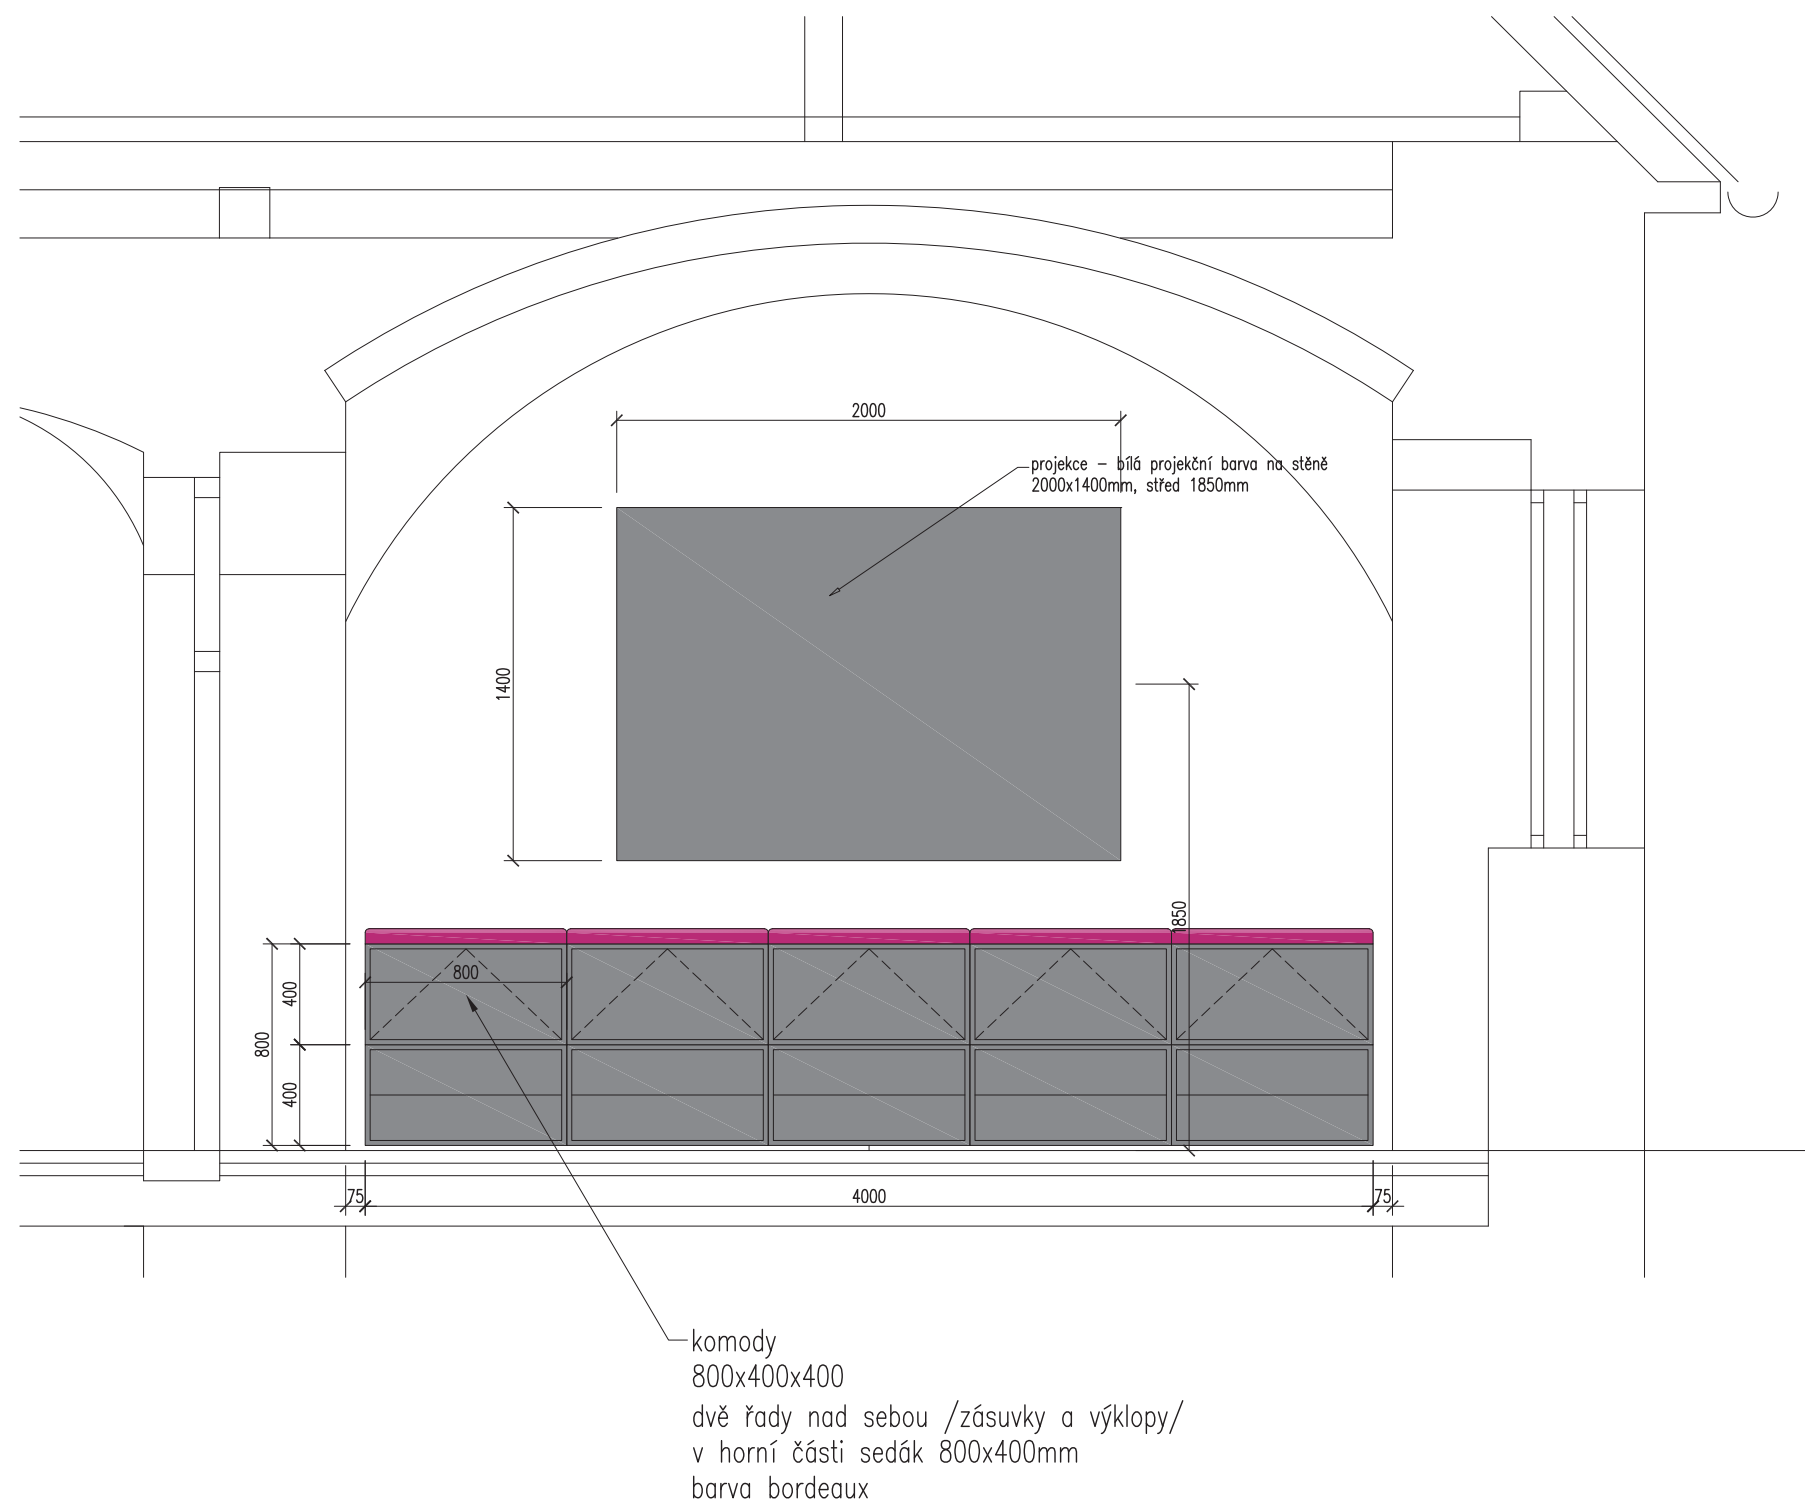 2000
projekce – bílá projekční barva na stěně
2000x1400mm, střed 1850mm
1400
1850
800
400
800
400
75
4000
75
komody
800x400x400
dvě řady nad sebou /zásuvky a výklopy/
v horní části sedák 800x400mm
barva bordeaux